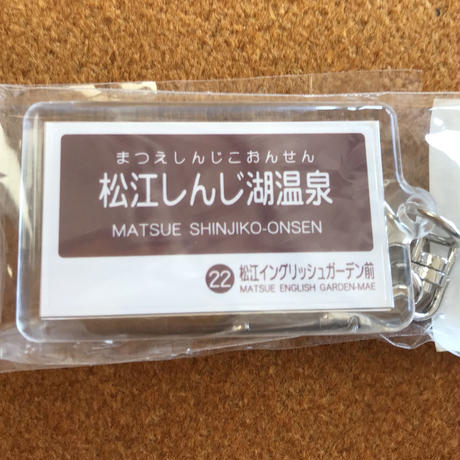 まつえしんじこおんせん
松江しんじ湖温泉
MATSUE SHINJIKO-ONSEN
22 松江イングリッシュガーデン前
MATSUE ENGLISH GARDEN-MAE